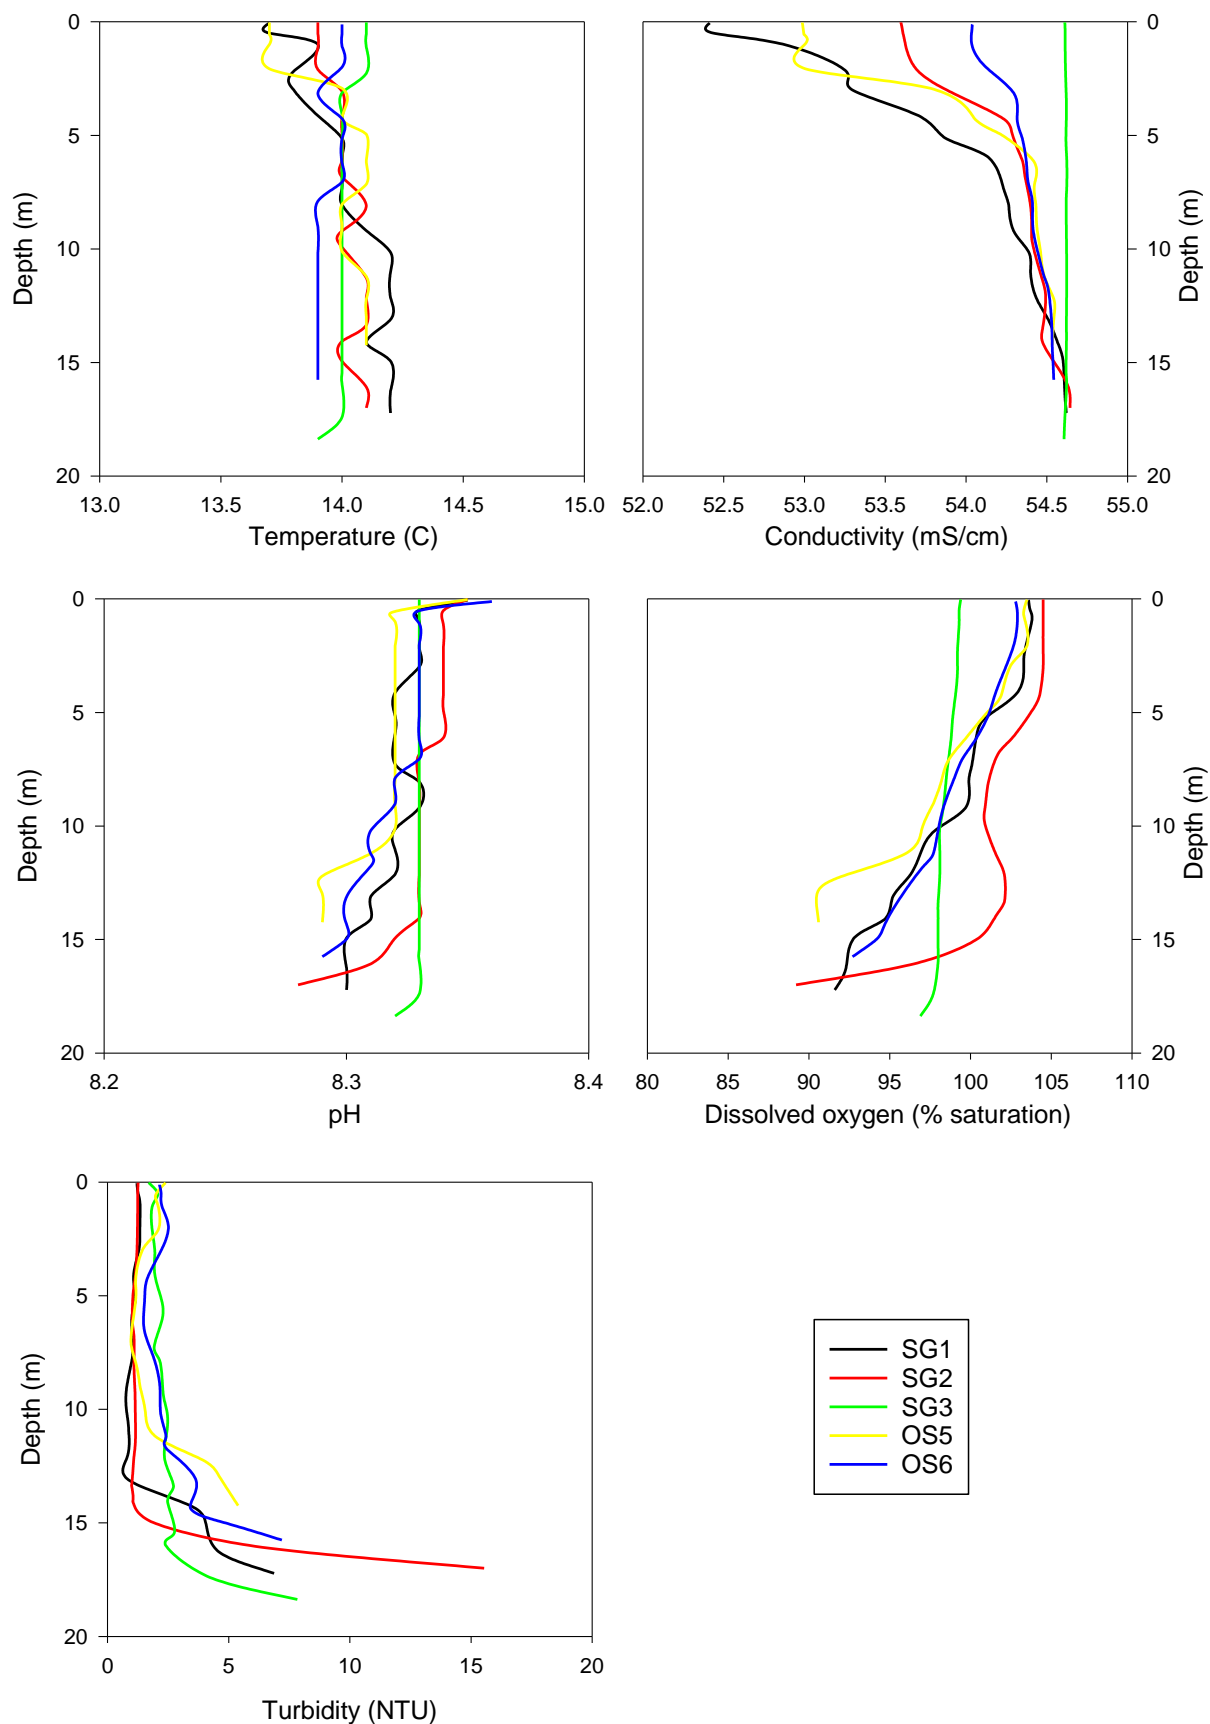 0
5
10
15
20
Depth (m)
13.0 13.5 14.0 14.5 15.0
Temperature (C)
0
5
10
15
20
Depth (m)
52.0 52.5 53.0 53.5 54.0 54.5 55.0
Conductivity (mS/cm)
0
5
10
15
20
Depth (m)
8.2 8.3 8.4
pH
0
5
10
15
20
Depth (m)
80 85 90 95 100 105 110
Dissolved oxygen (% saturation)
0
5
10
15
20
Depth (m)
0 5 10 15 20
Turbidity (NTU)
SG1
SG2
SG3
OS5
OS6